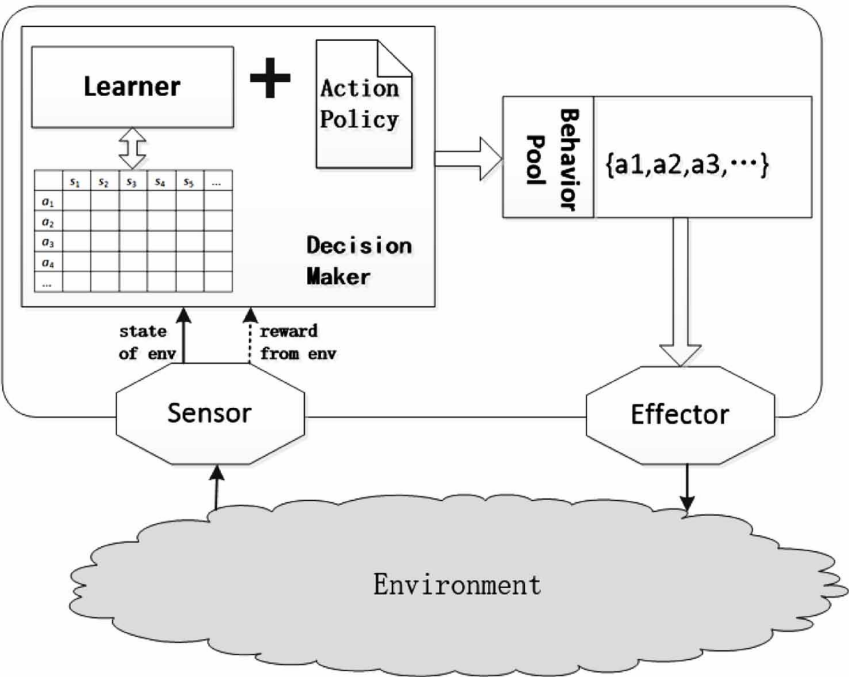 Learner
+
Action
Policy
s1 s2 s3 s4 s5 ...
a1
a2
a3
a4
...
Decision
Maker
Behavior
Pool
{a1,a2,a3,⋯}
state
of env
reward
from env
Sensor
Effector
Environment